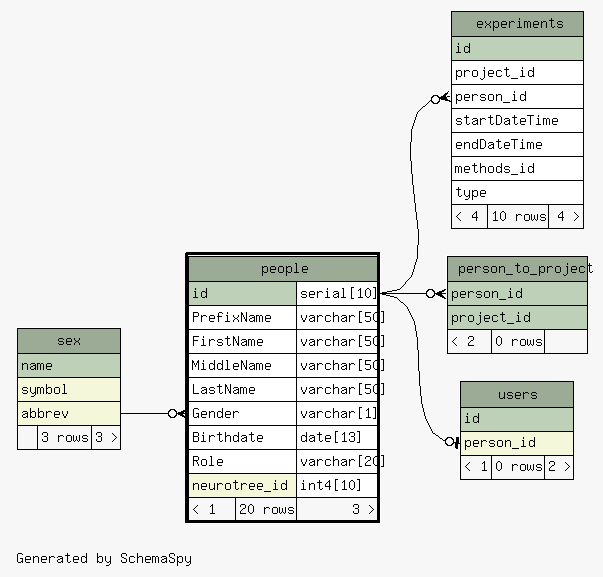 experiments
id
project_id
person_id
startDateTime
endDateTime
methods_id
type
< 4 10 rows 4 >
people
id serial[10]
PrefixName varchar[50]
FirstName varchar[50]
MiddleName varchar[50]
LastName varchar[50]
Gender varchar[1]
Birthdate date[13]
Role varchar[20]
neurotree_id int4[10]
< 1 20 rows 3 >
person_to_project
person_id
project_id
< 2 0 rows
sex
name
symbol
abbrev
3 rows 3 >
users
id
person_id
< 1 0 rows 2 >
Generated by SchemaSpy